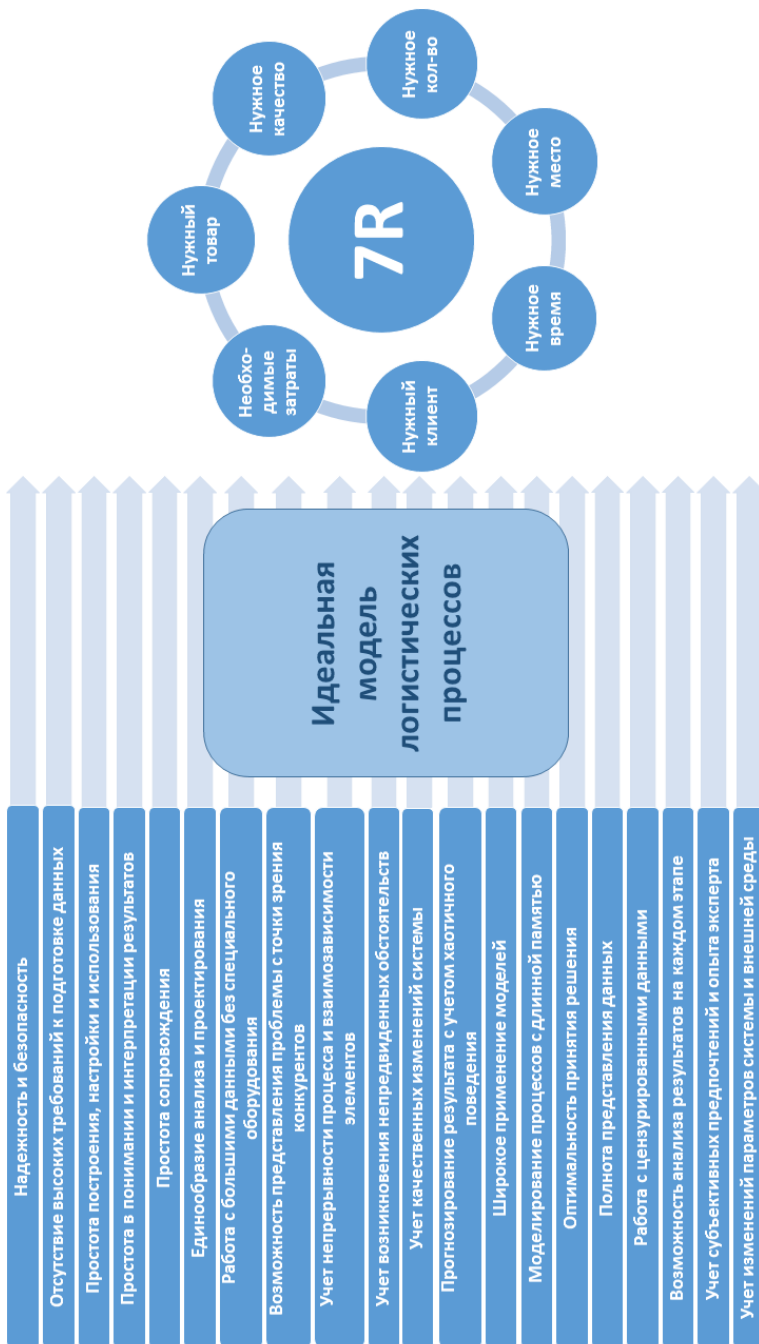 Надежность и безопасность
Отсутствие высоких требований к подготовке данных
Простота построения, настройки и использования
Простота в понимании и интерпретации результатов
Простота сопровождения
Единообразие анализа и проектирования
Работа с большими данными без специального
оборудования
Возможность представления проблемы с точки зрения
конкурентов
Учет непрерывности процесса и взаимозависимости
элементов
Учет возникновения непредвиденных обстоятельств
Учет качественных изменений системы
Прогнозирование результата с учетом хаотичного
поведения
Широкое применение моделей
Моделирование процессов с длинной памятью
Оптимальность принятия решения
Полнота представления данных
Работа с цензурированными данными
Возможность анализа результатов на каждом этапе
Учет субъективных предпочтений и опыта эксперта
Учет изменений параметров системы и внешней среды
Идеальная
модель
логистических
процессов
7R
Нужный
товар
Нужное
качество
Нужное
кол-во
Нужное
место
Нужное
время
Нужный
клиент
Необхо-
димые
затраты